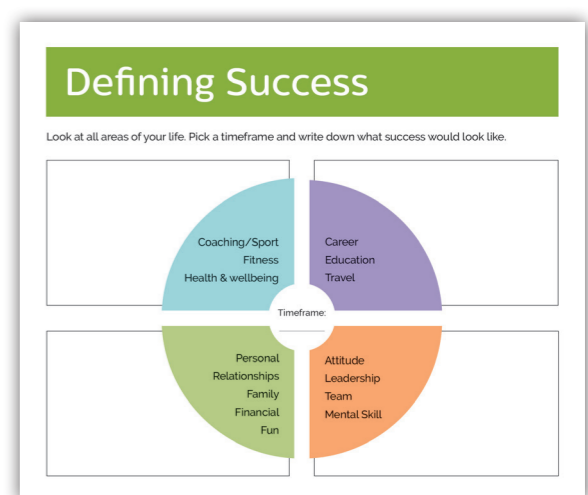 Defining Success
Look at all areas of your life. Pick a timeframe and write down what success would look like.
Coaching/Sport
Fitness
Health & wellbeing
Career
Education
Travel
Timeframe:
Personal
Relationships
Family
Financial
Fun
Attitude
Leadership
Team
Mental Skill